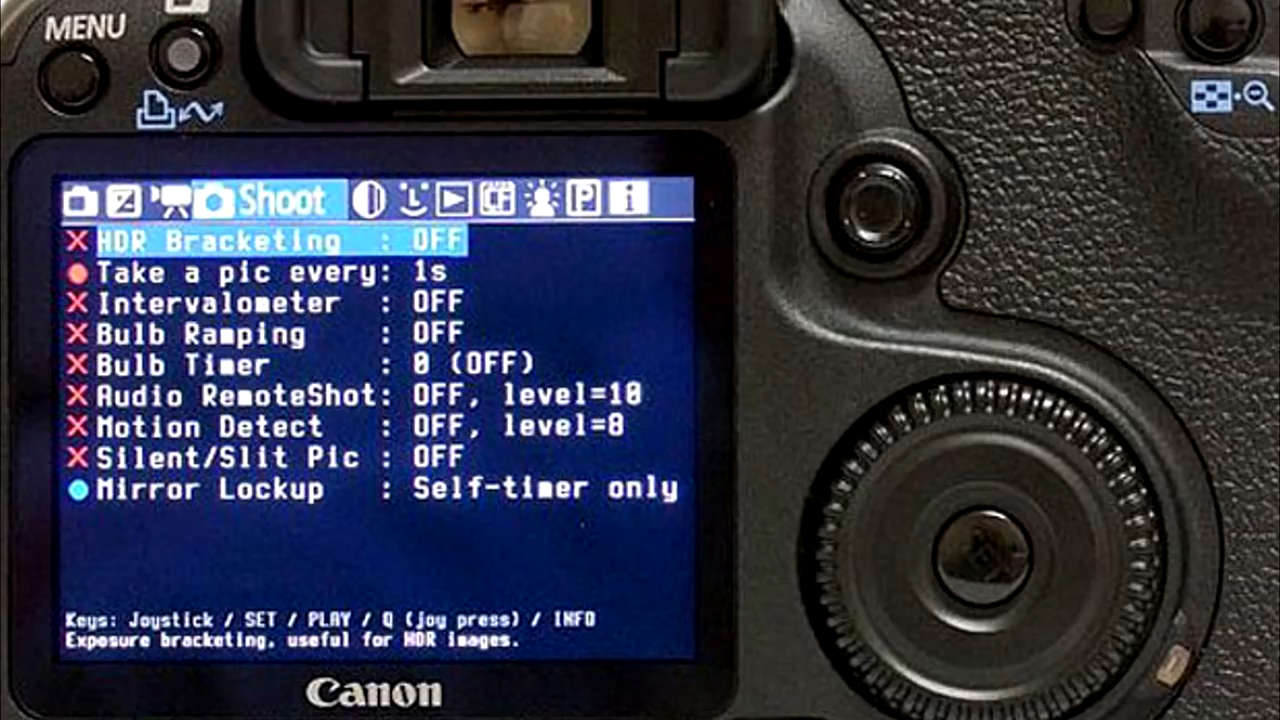 MENU
Shoot
HDR Bracketing : OFF
Take a pic every: 1s
Intervalometer : OFF
Bulb Ramping : OFF
Bulb Timer : 0 (OFF)
Audio RemoteShot: OFF, level=10
Motion Detect : OFF, level=8
Silent/Slit Pic : OFF
Mirror Lockup : Self-timer only
Keys: Joystick / SET / PLAY / Q (joy press) / INFO
Exposure bracketing, useful for HDR images.
Canon